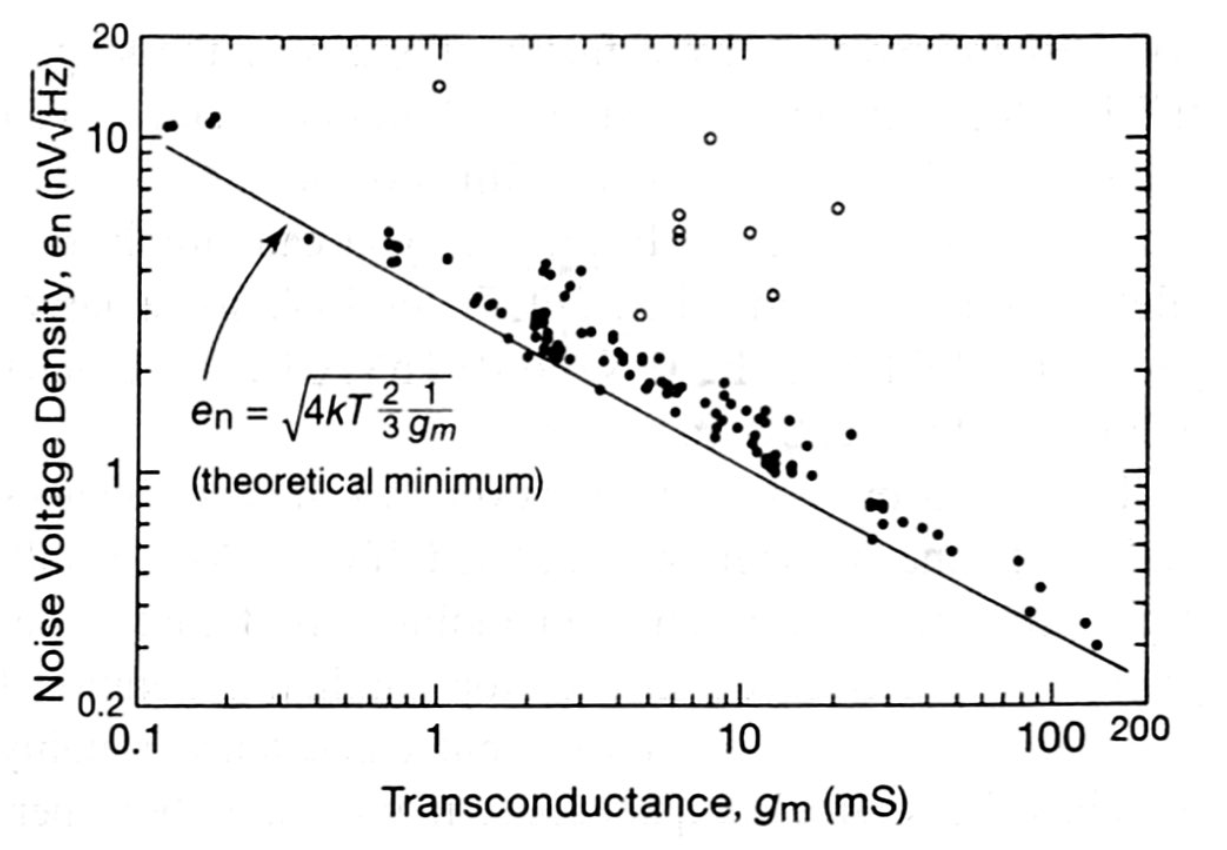 20
10
1
0.2
Noise Voltage Density, en (nV√Hz)
en = √4kT 2/3 1/gm
(theoretical minimum)
0.1 1 10 100 200
Transconductance, gm (mS)